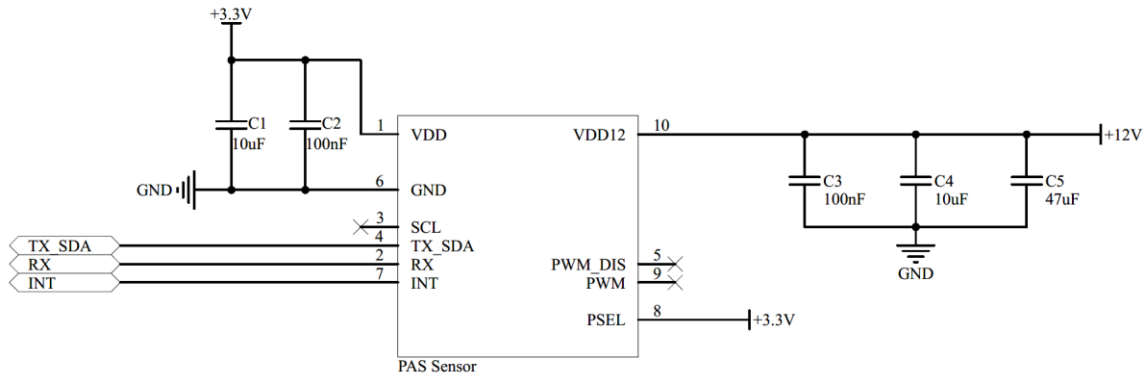 +3.3V
C1
10uF
C2
100nF
1
VDD
VDD12
10
+12V
GND
6
GND
C3
100nF
C4
10uF
C5
47uF
3
SCL
TX_SDA
4
TX_SDA
RX
2
RX
INT
7
INT
PWM_DIS
5
PWM
9
GND
PSEL
8
+3.3V
PAS Sensor